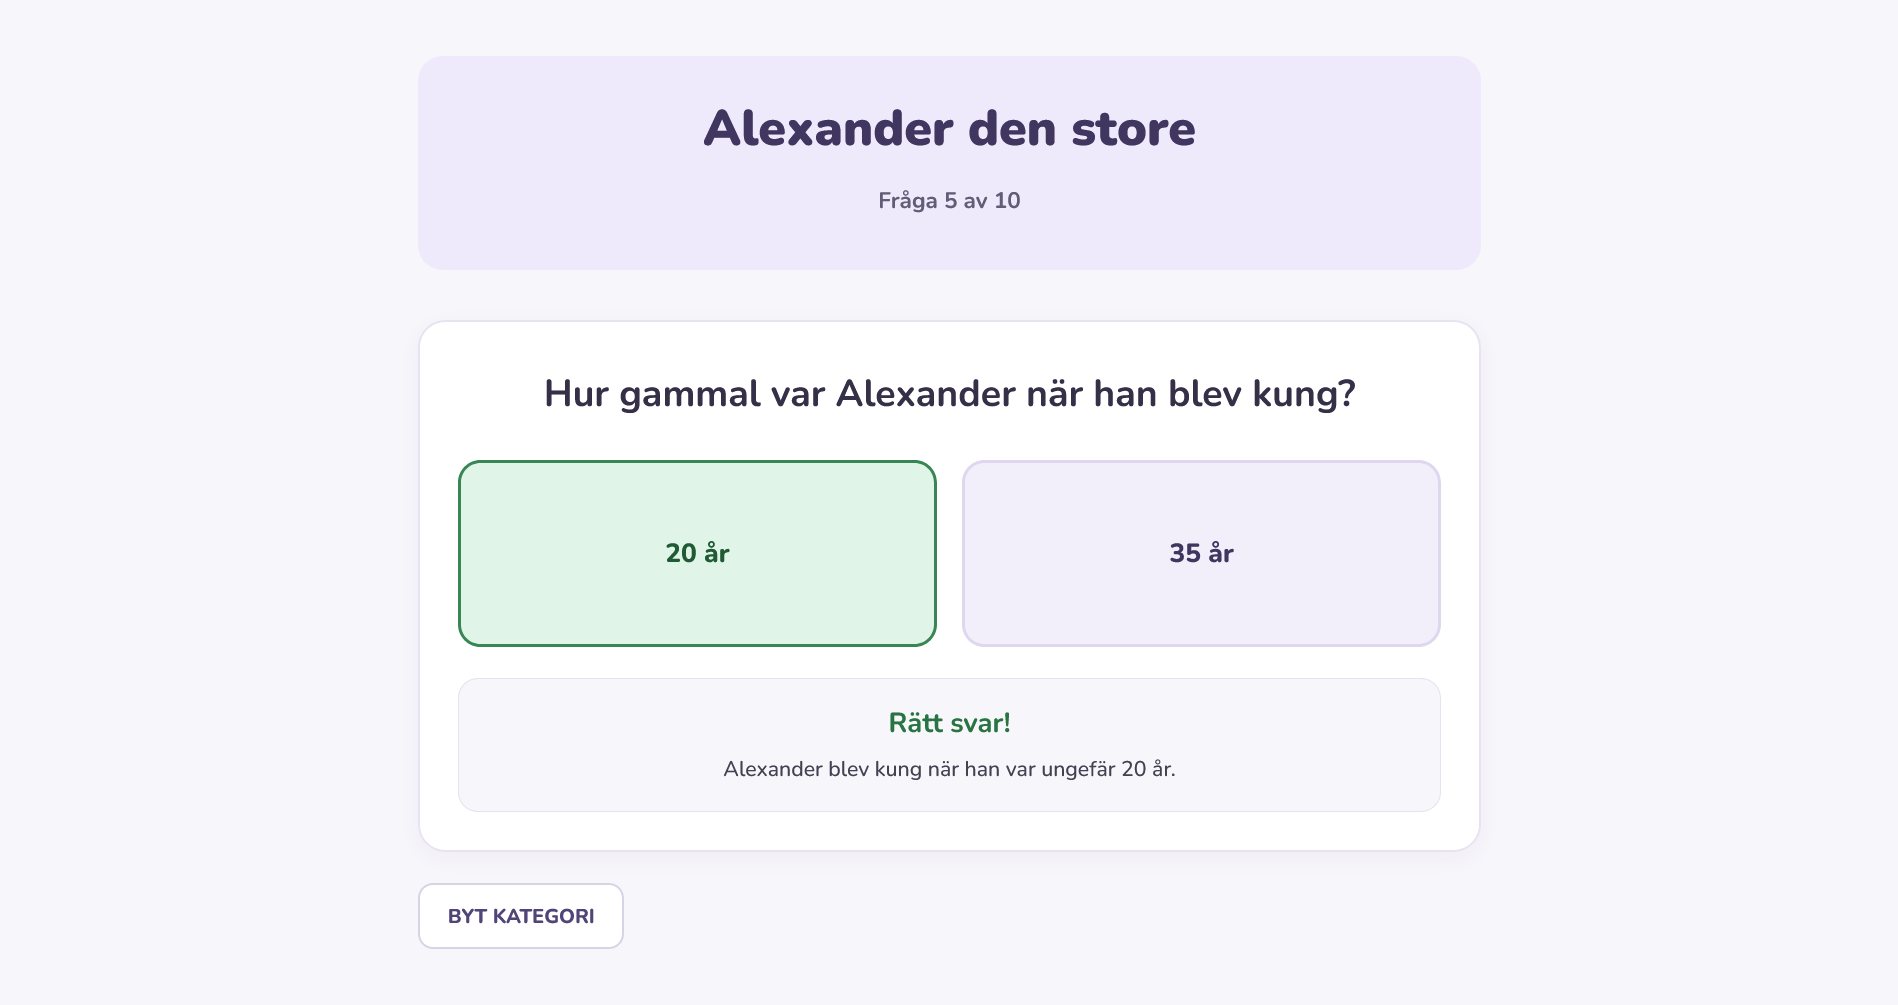 Alexander den store
Fråga 5 av 10
Hur gammal var Alexander när han blev kung?
20 år
35 år
Rätt svar!
Alexander blev kung när han var ungefär 20 år.
BYT KATEGORI